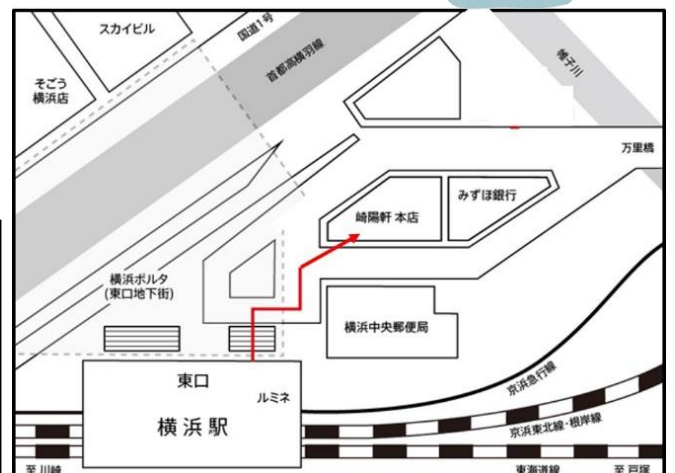 スカイビル
国道1号
首都高横羽線
帷子川
そごう
横浜店
万里橋
みずほ銀行
崎陽軒 本店
横浜ポルタ
(東口地下街)
横浜中央郵便局
東口
ルミネ
横浜駅
京浜急行線
京浜東北線・根岸線
至 川崎
東海道線
至 戸塚